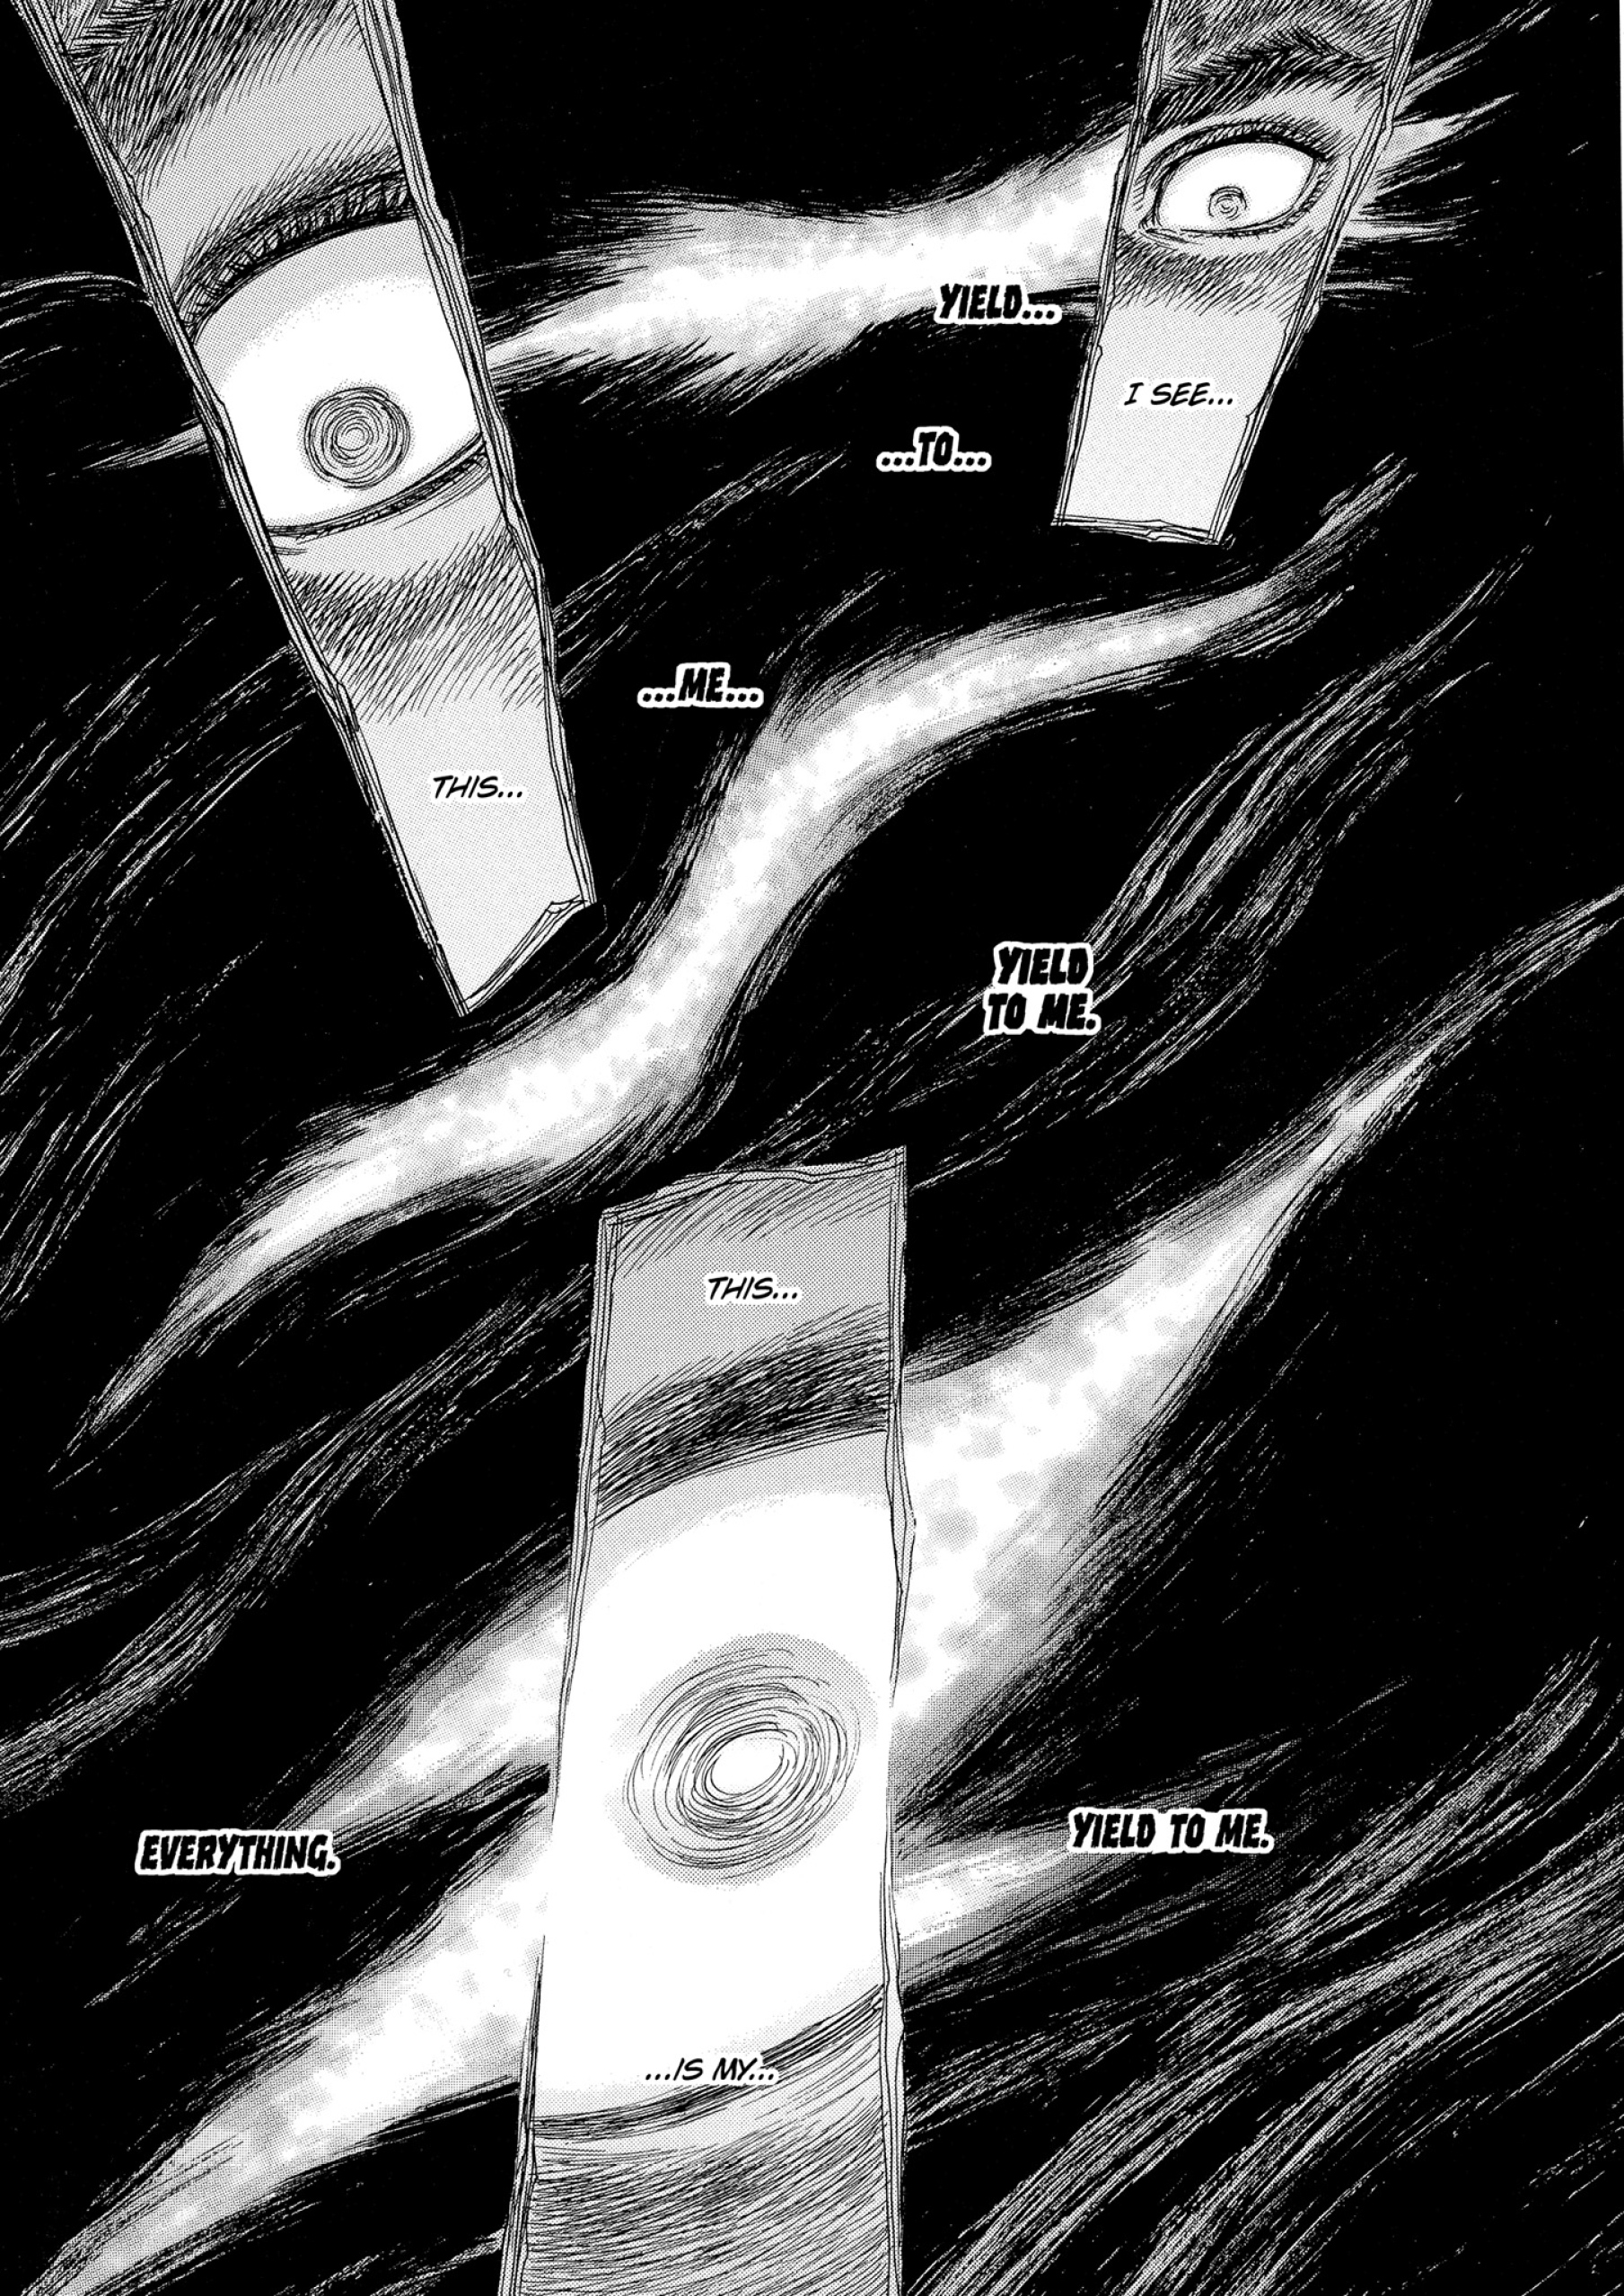 YIELD...
I SEE...
...TO...
...ME...
THIS...
YIELD
TO ME.
THIS...
YIELD TO ME.
EVERYTHING.
...IS MY...